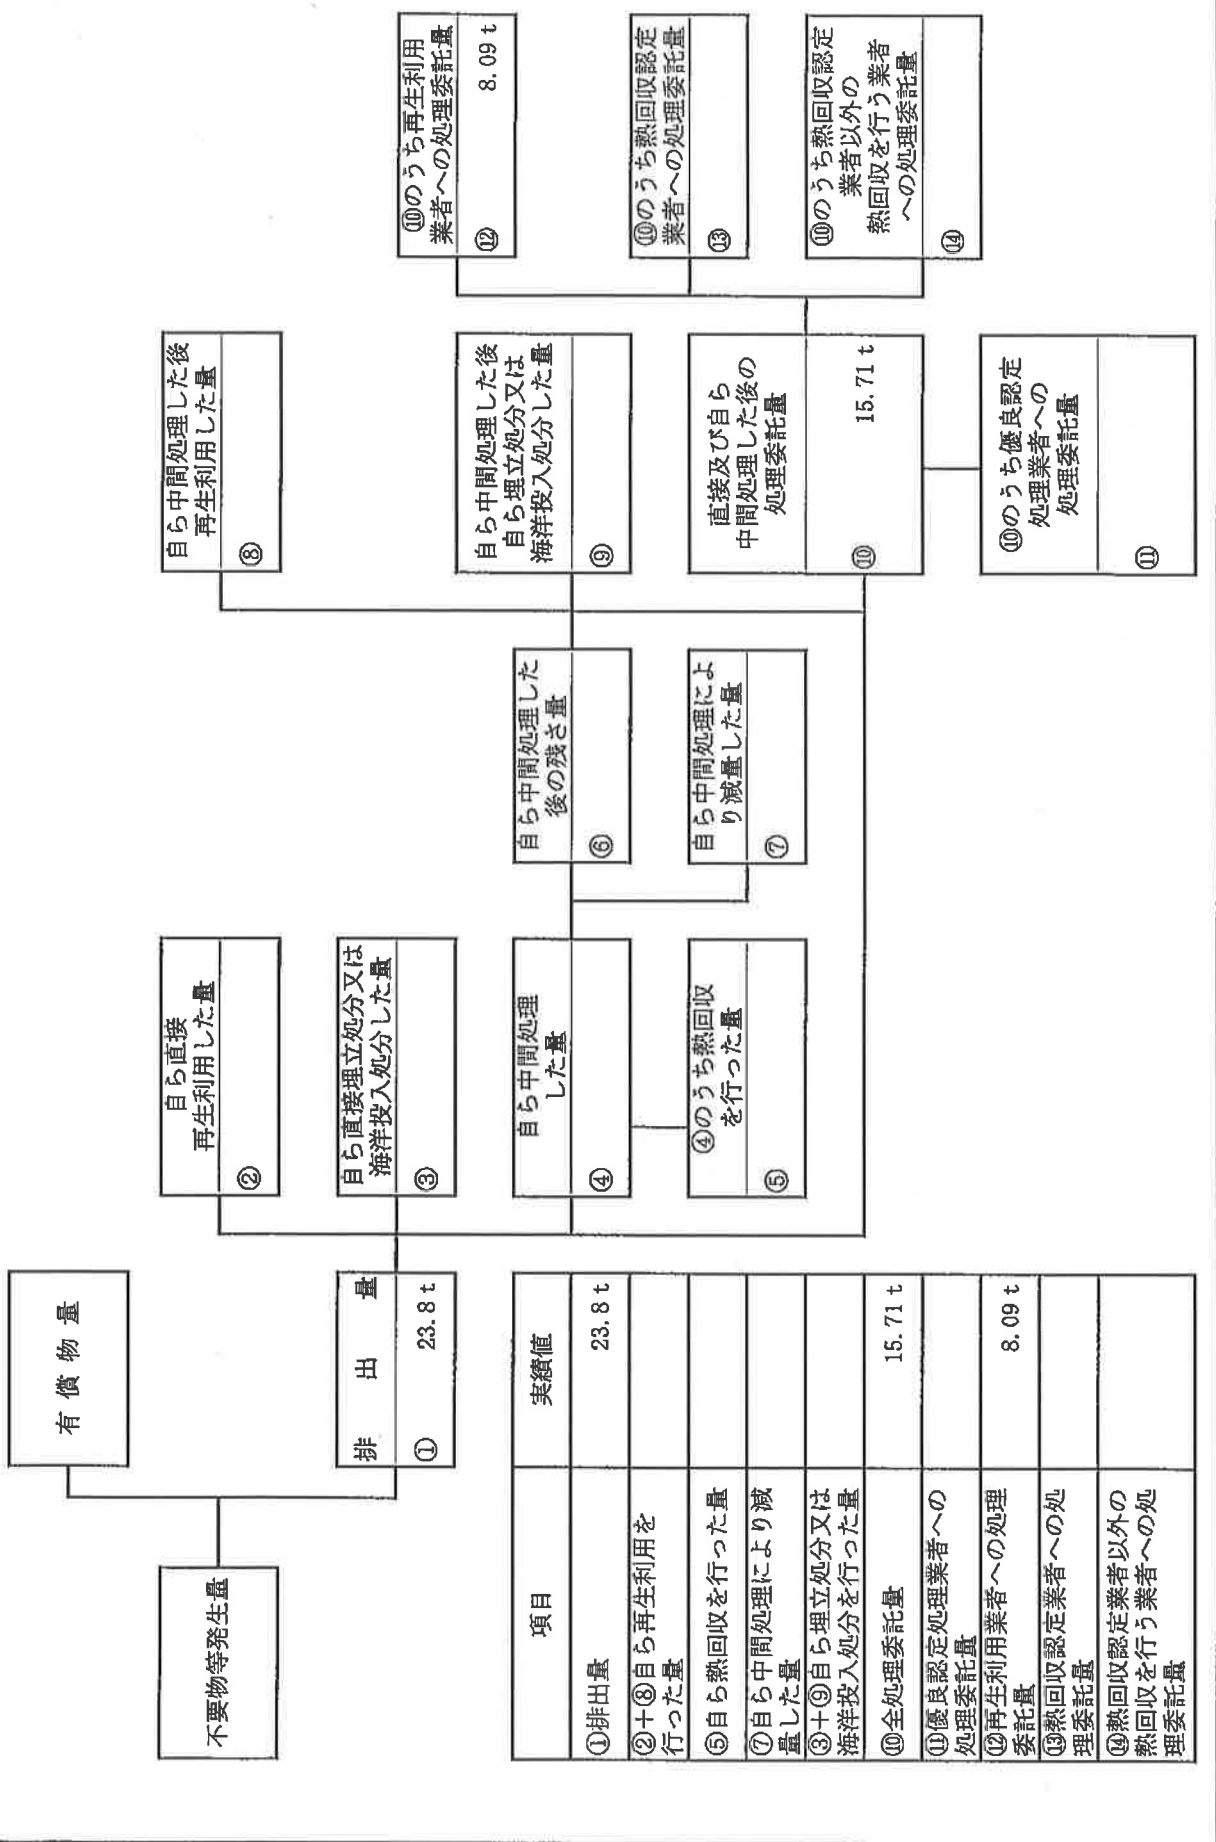 不要物等発生量
有償物量
排出量
① 23.8 t
自ら直接
再生利用した量
②
自ら直接埋立処分又は
海洋投入処分した量
③
自ら中間処理
した量
④
④のうち熱回収
を行った量
⑤
自ら中間処理した
後の残さ量
⑥
自ら中間処理によ
り減量した量
⑦
自ら中間処理した後
再生利用した量
⑧
自ら中間処理した後
自ら埋立処分又は
海洋投入処分した量
⑨
直接及び自ら
中間処理した後の
処理委託量
⑩ 15.71 t
⑩のうち優良認定
処理業者への
処理委託量
⑪
⑩のうち再生利用
業者への処理委託量
⑫ 8.09 t
⑩のうち熱回収認定
業者への処理委託量
⑬
⑩のうち熱回収認定
業者以外の
熱回収を行う業者
への処理委託量
⑭
項目 実績値
①排出量 23.8 t
②+⑧自ら再生利用を
行った量
⑤自ら熱回収を行った量
⑦自ら中間処理により減
量した量
③+⑨自ら埋立処分又は
海洋投入処分を行った量
⑩全処理委託量 15.71 t
⑪優良認定処理業者への
処理委託量
⑫再生利用業者への処理
委託量 8.09 t
⑬熱回収認定業者への処
理委託量
⑭熱回収認定業者以外の
熱回収を行う業者への処
理委託量